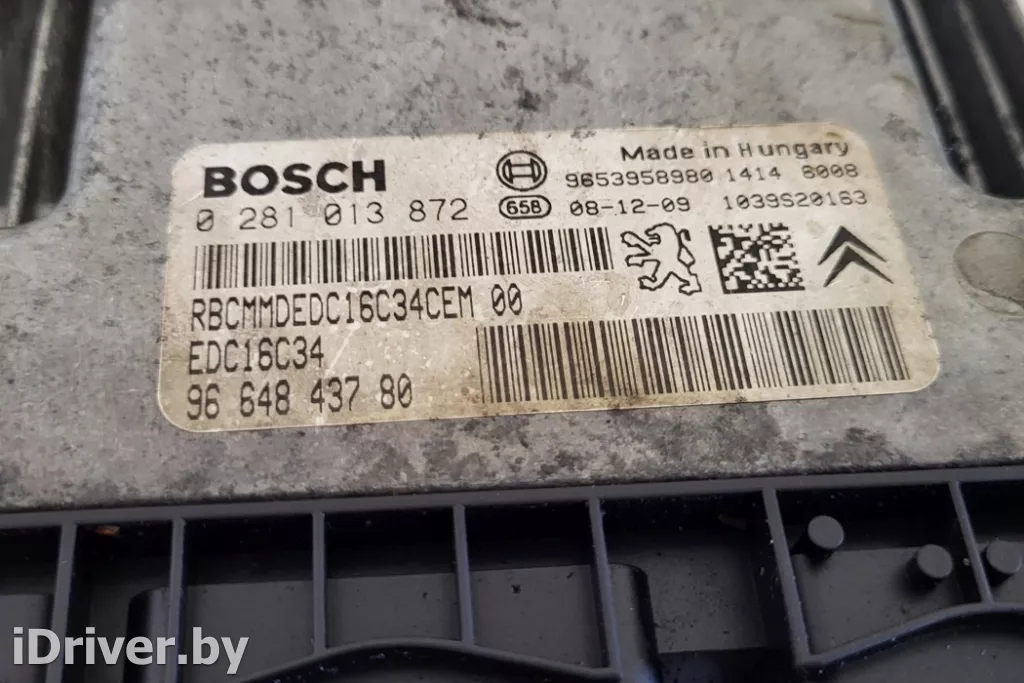 BOSCH
Made in Hungary
9653958980 1414 8008
0 281 013 872
658 08-12-09 1039S20163
RBCMMDEDC16C34CEM 00
EDC16C34
96 648 437 80
iDriver.by